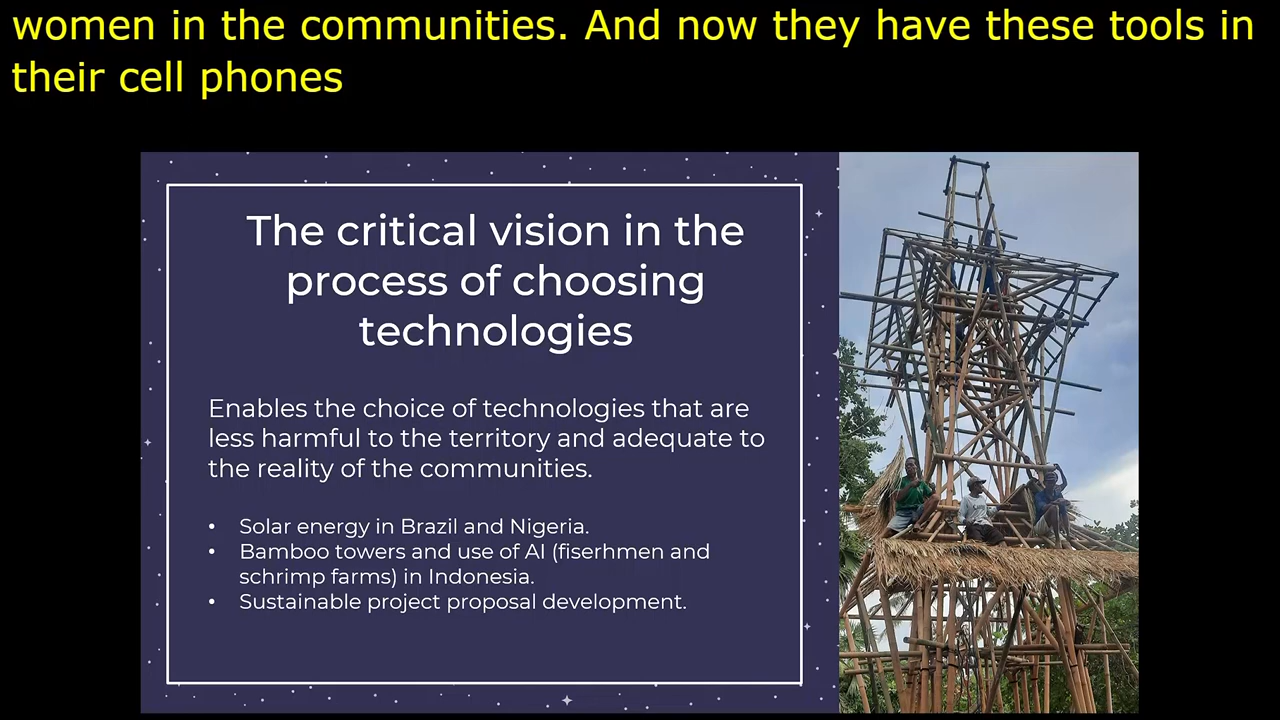 women in the communities. And now they have these tools in
their cell phones
The critical vision in the
process of choosing
technologies
Enables the choice of technologies that are
less harmful to the territory and adequate to
the reality of the communities.
• Solar energy in Brazil and Nigeria.
• Bamboo towers and use of AI (fiserhmen and
schrimp farms) in Indonesia.
• Sustainable project proposal development.